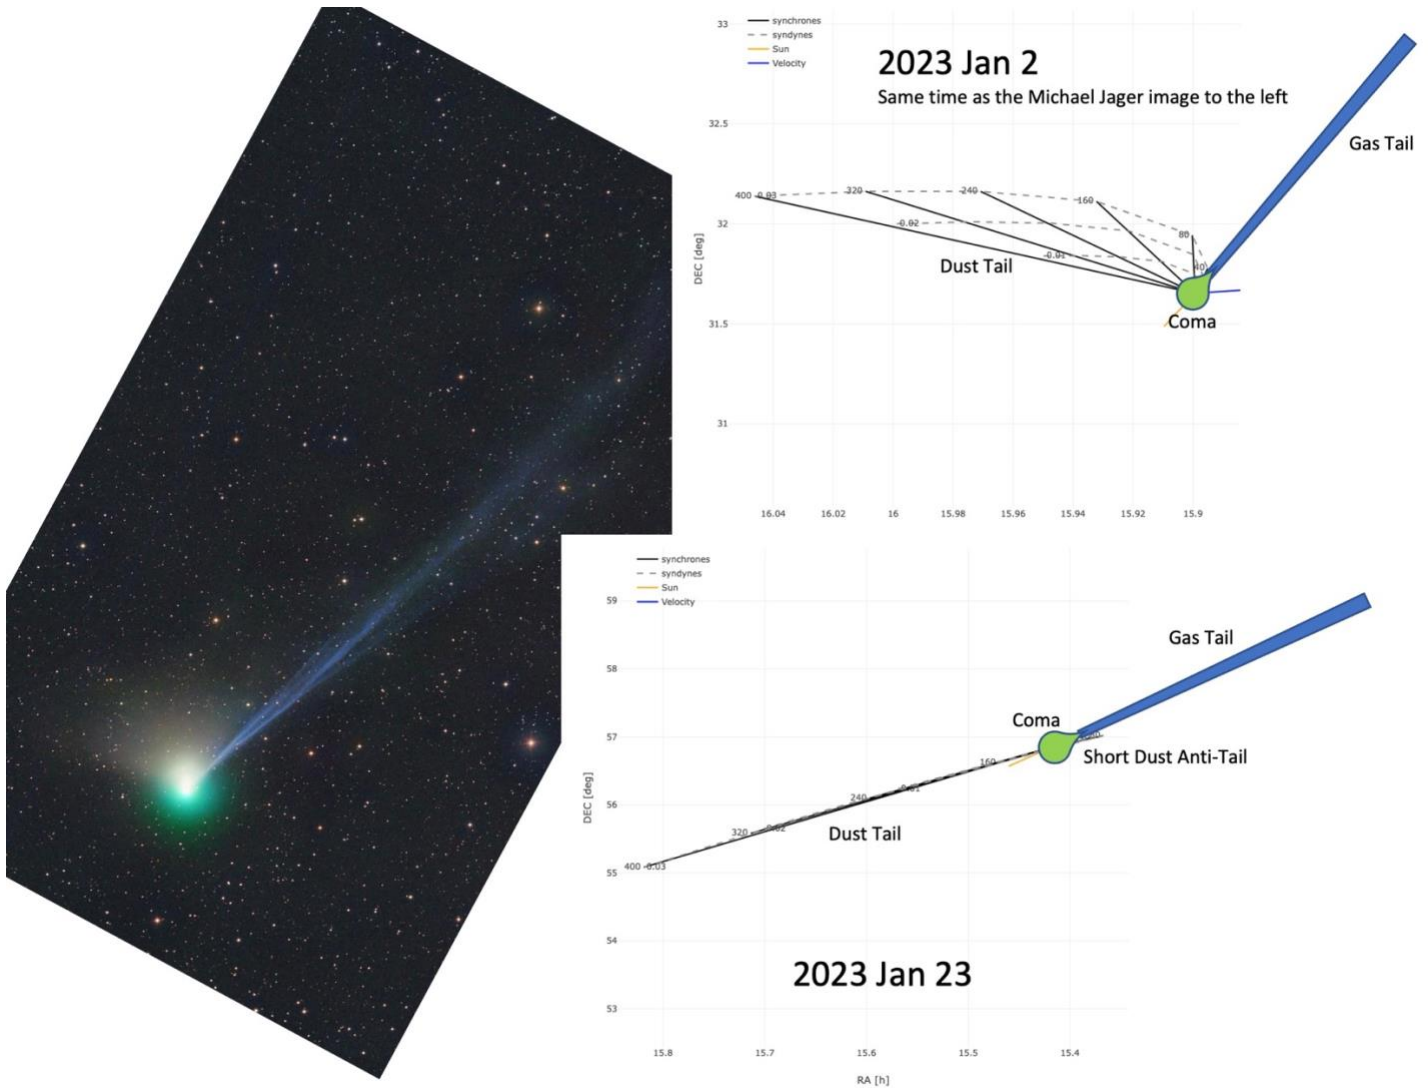 synchrones
syndynes
Sun
Velocity
2023 Jan 2
Same time as the Michael Jager image to the left
Gas Tail
33
32.5
32
31.5
31
DEC [deg]
400 0.03
320
240
160
80
40
0.02
0.01
Dust Tail
Coma
16.04 16.02 16 15.98 15.96 15.94 15.92 15.9
synchrones
syndynes
Sun
Velocity
Gas Tail
59
58
57
56
55
54
53
DEC [deg]
Coma
Short Dust Anti-Tail
160
240 0.01
320 0.02
400 0.03
Dust Tail
2023 Jan 23
15.8 15.7 15.6 15.5 15.4
RA [h]